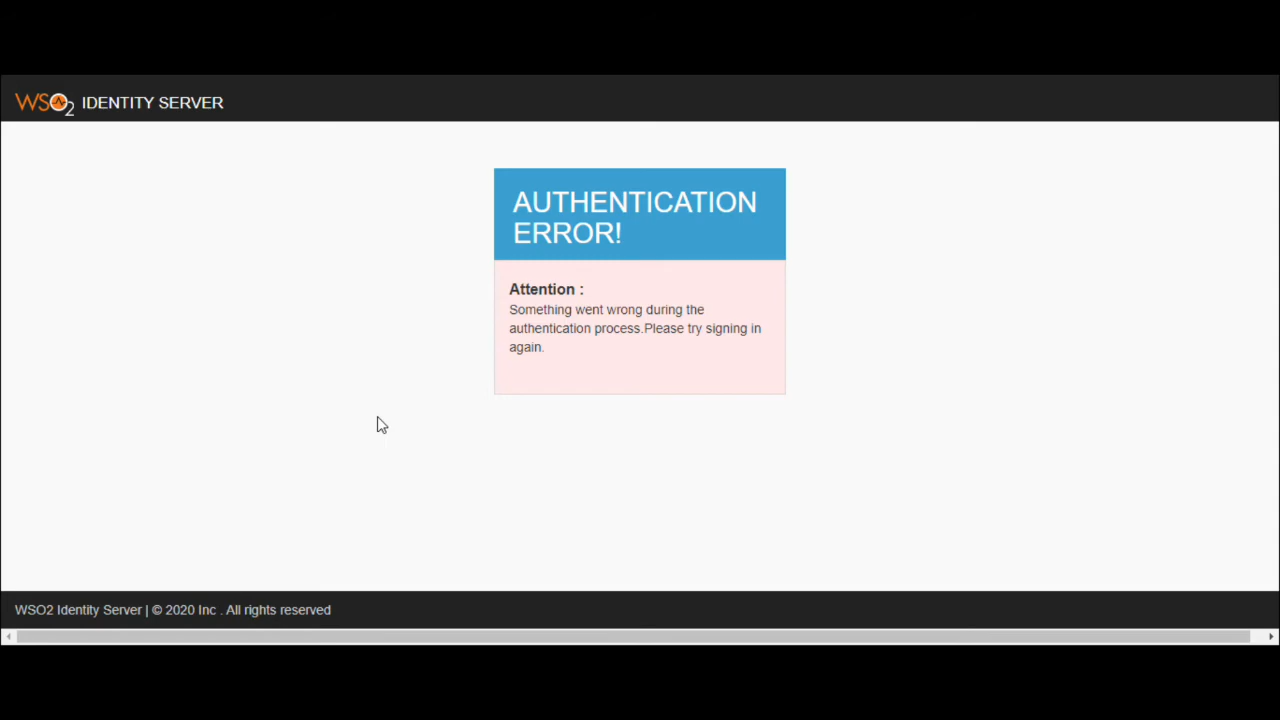 WSO2 IDENTITY SERVER
AUTHENTICATION
ERROR!
Attention :
Something went wrong during the
authentication process.Please try signing in
again.
WSO2 Identity Server | © 2020 Inc . All rights reserved